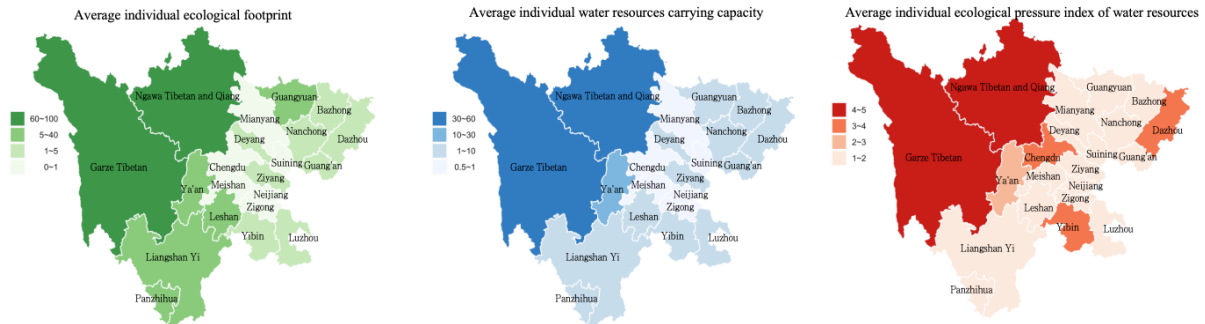 Average individual ecological footprint
Ngawa Tibetan and Qiang
Guangyuan
Bazhong
Mianyang
Nanchong
Dazhou
Deyang
Suining
Guang'an
Garze Tibetan
Chengdu
Ziyang
Ya'an
Meishan
Neijiang
Zigong
Leshan
Yibin
Luzhou
Liangshan Yi
Panzhihua
60~100
5~40
1~5
0~1
Average individual water resources carrying capacity
Ngawa Tibetan and Qiang
Guangyuan
Bazhong
Mianyang
Nanchong
Dazhou
Deyang
Suining
Guang'an
Garze Tibetan
Chengdu
Ziyang
Ya'an
Meishan
Neijiang
Zigong
Leshan
Yibin
Luzhou
Liangshan Yi
Panzhihua
30~60
10~30
1~10
0.5~1
Average individual ecological pressure index of water resources
Ngawa Tibetan and Qiang
Guangyuan
Bazhong
Mianyang
Nanchong
Dazhou
Deyang
Suining
Guang'an
Garze Tibetan
Chengdu
Ziyang
Ya'an
Meishan
Neijiang
Zigong
Leshan
Yibin
Luzhou
Liangshan Yi
Panzhihua
4~5
3~4
2~3
1~2